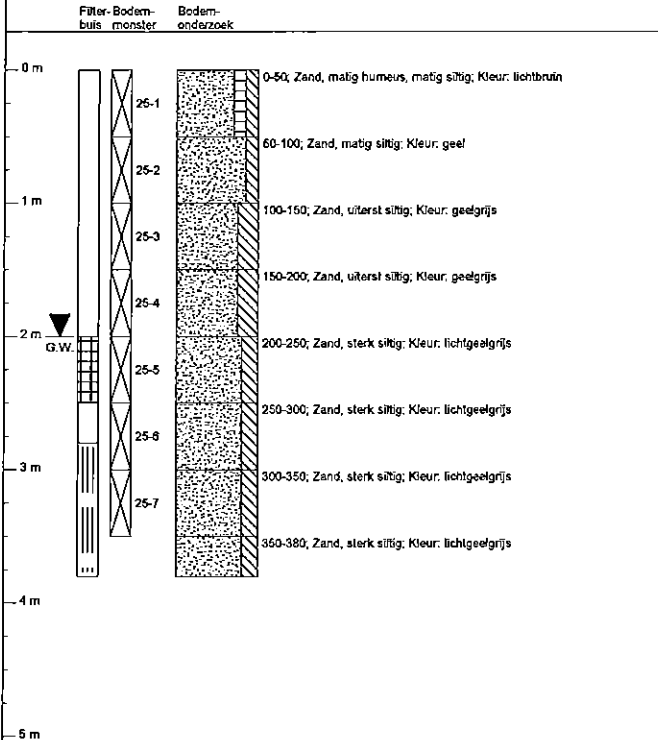 Filter- Bodem- Bodem-
buis monster onderzoek
0 m
0-50; Zand, matig humeus, matig siltig; Kleur: lichtbruin
25-1
50-100; Zand, matig siltig; Kleur: geel
25-2
1 m
100-150; Zand, uiterst siltig; Kleur: geelgrijs
25-3
150-200; Zand, uiterst siltig; Kleur: geelgrijs
25-4
2 m
G.W.
200-250; Zand, sterk siltig; Kleur: lichtgeelgrijs
25-5
250-300; Zand, sterk siltig; Kleur: lichtgeelgrijs
25-6
3 m
300-350; Zand, sterk siltig; Kleur: lichtgeelgrijs
25-7
350-380; Zand, sterk siltig; Kleur: lichtgeelgrijs
4 m
5 m